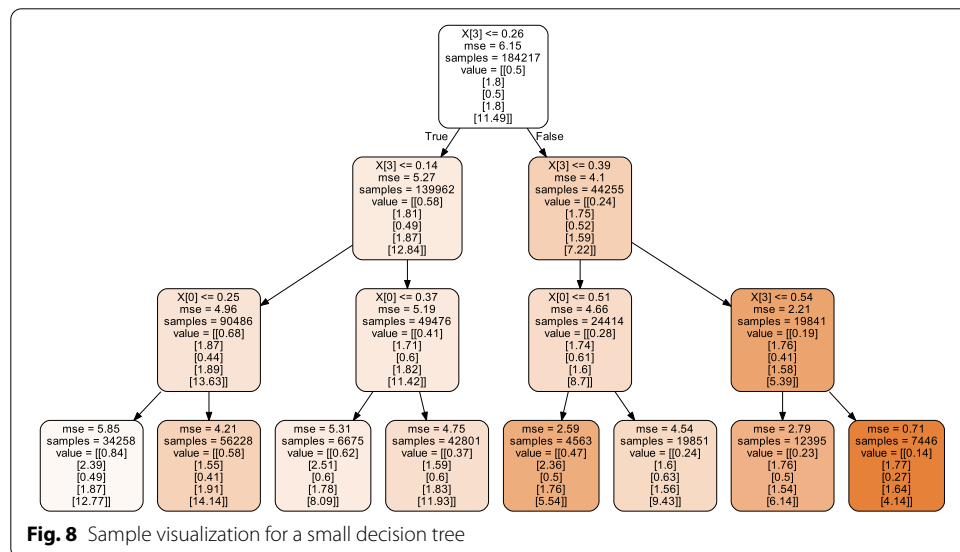 X[3] <= 0.26
mse = 6.15
samples = 184217
value = [[0.5]
[1.8]
[0.5]
[1.8]
[11.49]]
True
False
X[3] <= 0.14
mse = 5.27
samples = 139962
value = [[0.58]
[1.81]
[0.49]
[1.87]
[12.84]]
X[3] <= 0.39
mse = 4.1
samples = 44255
value = [[0.24]
[1.75]
[0.52]
[1.59]
[7.22]]
X[0] <= 0.25
mse = 4.96
samples = 90486
value = [[0.68]
[1.87]
[0.44]
[1.89]
[13.63]]
X[0] <= 0.37
mse = 5.19
samples = 49476
value = [[0.41]
[1.71]
[0.6]
[1.82]
[11.42]]
X[0] <= 0.51
mse = 4.66
samples = 24414
value = [[0.28]
[1.74]
[0.61]
[1.6]
[8.7]]
X[3] <= 0.54
mse = 2.21
samples = 19841
value = [[0.19]
[1.76]
[0.41]
[1.58]
[5.39]]
mse = 5.85
samples = 34258
value = [[0.84]
[2.39]
[0.49]
[1.87]
[12.77]]
mse = 4.21
samples = 56228
value = [[0.58]
[1.55]
[0.41]
[1.91]
[14.14]]
mse = 5.31
samples = 6675
value = [[0.62]
[2.51]
[0.6]
[1.78]
[8.09]]
mse = 4.75
samples = 42801
value = [[0.37]
[1.59]
[0.6]
[1.83]
[11.93]]
mse = 2.59
samples = 4563
value = [[0.47]
[2.36]
[0.5]
[1.76]
[5.54]]
mse = 4.54
samples = 19851
value = [[0.24]
[1.6]
[0.63]
[1.56]
[9.43]]
mse = 2.79
samples = 12395
value = [[0.23]
[1.76]
[0.5]
[1.54]
[6.14]]
mse = 0.71
samples = 7446
value = [[0.14]
[1.77]
[0.27]
[1.64]
[4.14]]
Fig. 8 Sample visualization for a small decision tree